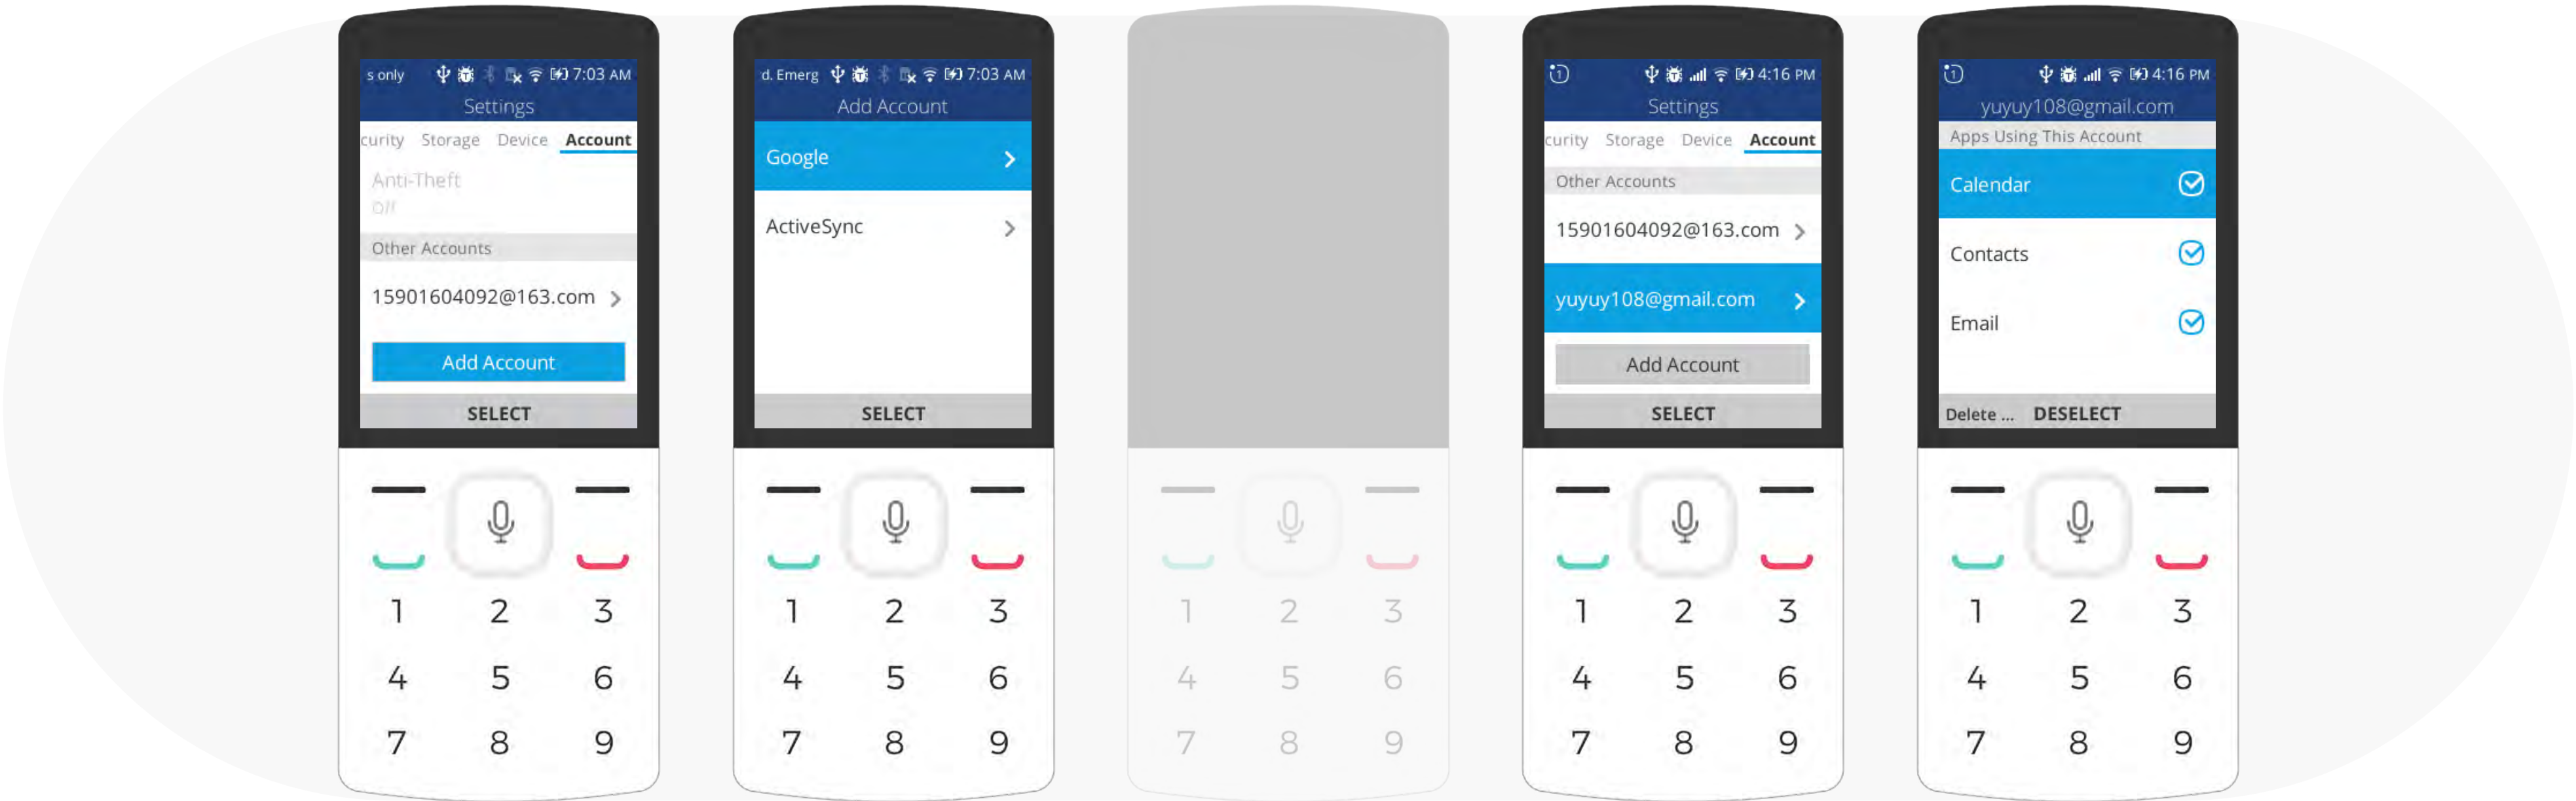 s only 7:03 AM
Settings
curity Storage Device Account
Anti-Theft
Off
Other Accounts
15901604092@163.com
Add Account
SELECT
1 2 3
4 5 6
7 8 9
d. Emerg 7:03 AM
Add Account
Google
ActiveSync
SELECT
1 2 3
4 5 6
7 8 9
1 2 3
4 5 6
7 8 9
1 4:16 PM
Settings
curity Storage Device Account
Other Accounts
15901604092@163.com
yuyuy108@gmail.com
Add Account
SELECT
1 2 3
4 5 6
7 8 9
1 4:16 PM
yuyuy108@gmail.com
Apps Using This Account
Calendar
Contacts
Email
Delete ... DESELECT
1 2 3
4 5 6
7 8 9